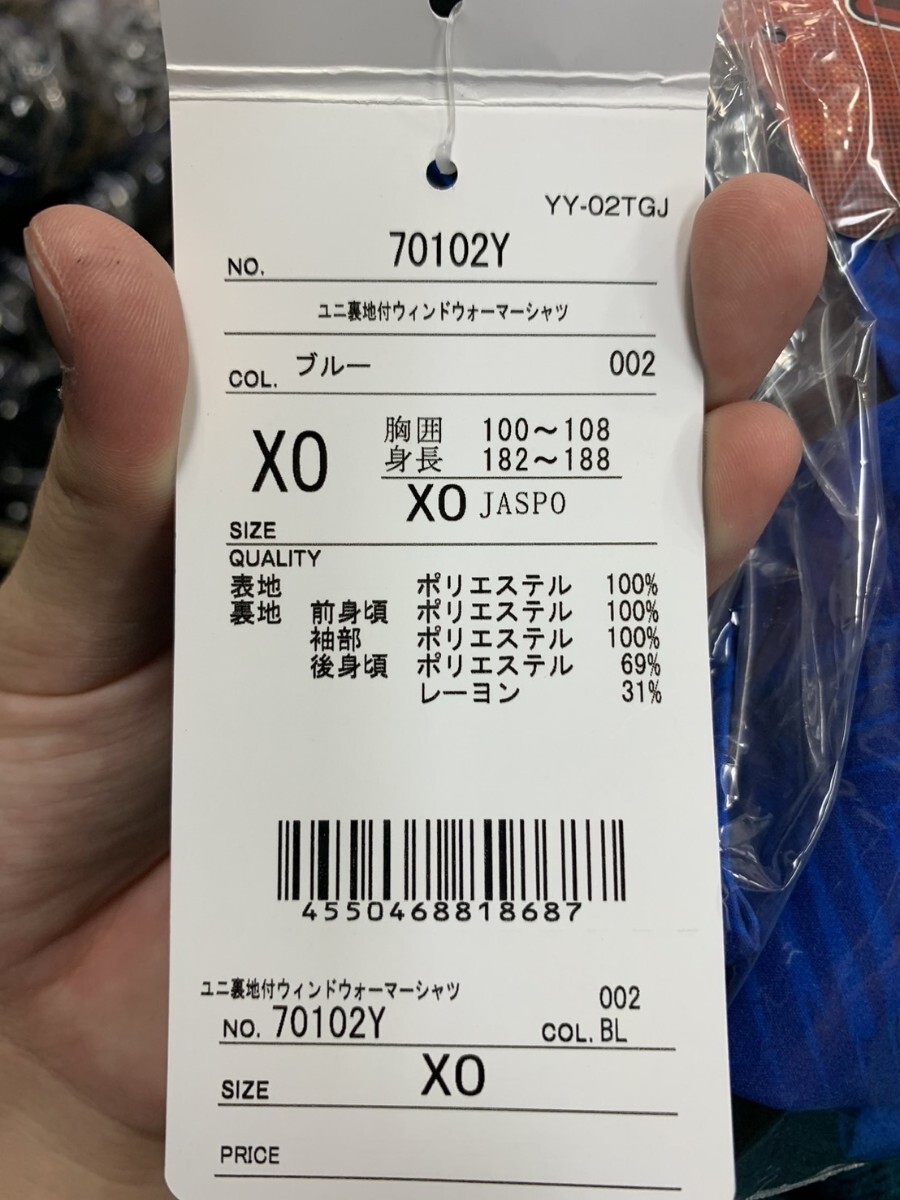 YY-02TGJ
NO. 70102Y
ユニ裏地付ウィンドウォーマーシャツ
COL. ブルー 002
胸囲 100～108
XO 身長 182～188
XO JASPO
SIZE
QUALITY
表地 ポリエステル 100%
裏地 前身頃 ポリエステル 100%
袖部 ポリエステル 100%
後身頃 ポリエステル 69%
レーヨン 31%
4550468818687
ユニ裏地付ウィンドウォーマーシャツ 002
NO. 70102Y COL. BL
SIZE XO
PRICE